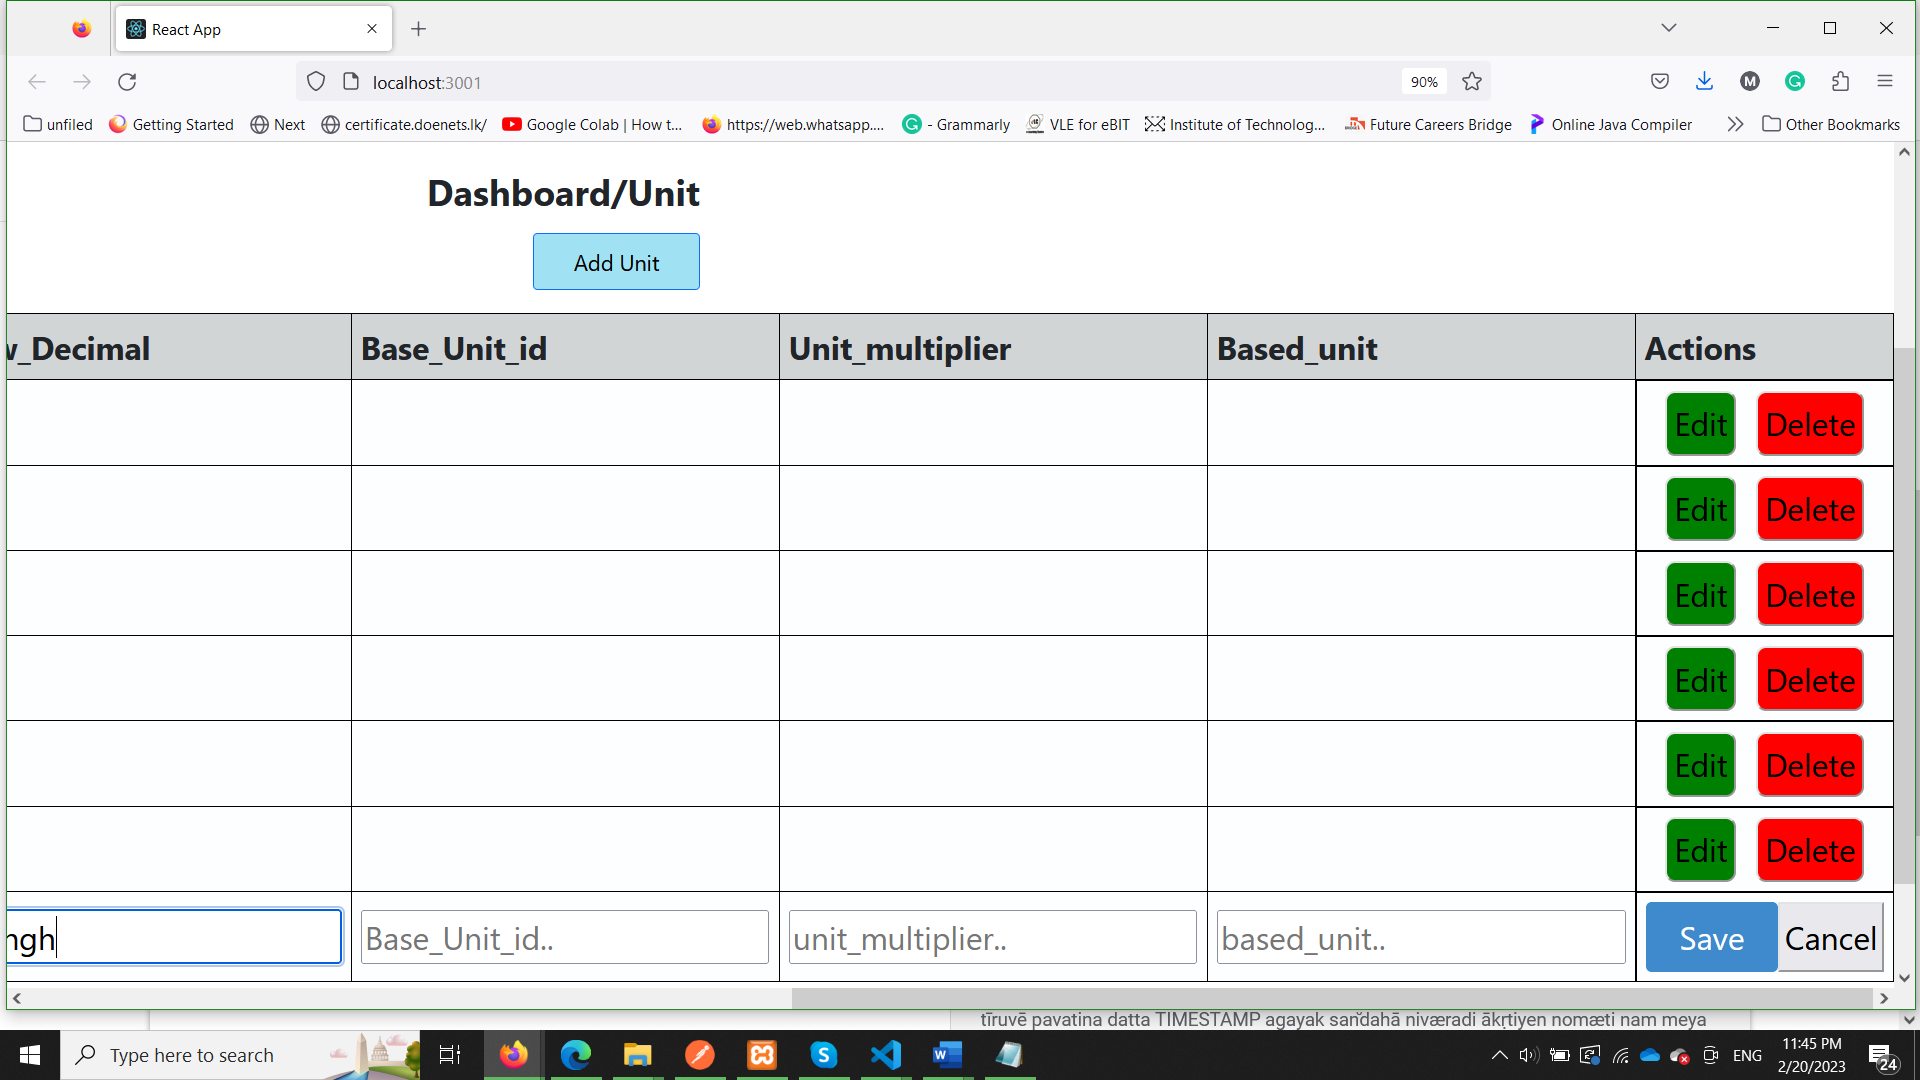 React App
localhost:3001
90%
unfiled Getting Started Next certificate.doenets.lk/ Google Colab | How t... https://web.whatsapp.... - Grammarly VLE for eBIT Institute of Technolog... Future Careers Bridge Online Java Compiler Other Bookmarks
Dashboard/Unit
Add Unit
w_Decimal Base_Unit_id Unit_multiplier Based_unit Actions
Edit Delete
Edit Delete
Edit Delete
Edit Delete
Edit Delete
Edit Delete
ngh Base_Unit_id.. unit_multiplier.. based_unit.. Save Cancel
tīruvē pavatina datta TIMESTAMP agayak san̆dahā niværadi ākṛtiyen nomæti nam meya
Type here to search
ENG
11:45 PM
2/20/2023
24